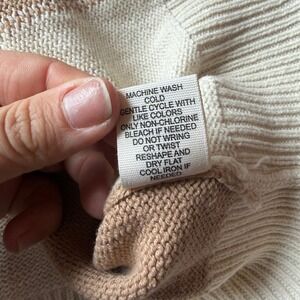 MACHINE WASH
COLD
GENTLE CYCLE WITH
LIKE COLORS
ONLY NON-CHLORINE
BLEACH IF NEEDED
DO NOT WRING
OR TWIST
RESHAPE AND
DRY FLAT
COOL IRON IF
NEEDED